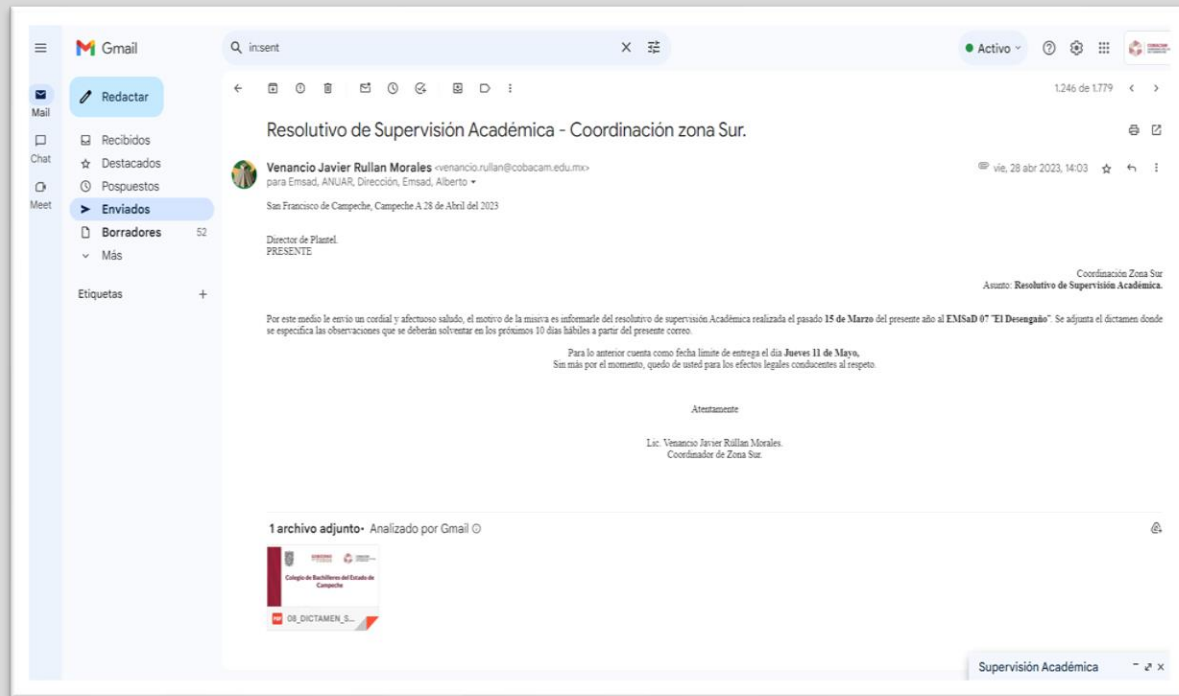 Gmail
in:sent
Activo
Mail
Chat
Meet
Redactar
Recibidos
Destacados
Pospuestos
Enviados
Borradores 52
Más
Etiquetas
1.246 de 1.779
Resolutivo de Supervisión Académica - Coordinación zona Sur.
Venancio Javier Rullan Morales <venancio.rullan@cobacam.edu.mx>
vie, 28 abr 2023, 14:03
para Emsad, ANUAR, Dirección, Emsad, Alberto
San Francisco de Campeche, Campeche A 28 de Abril del 2023
Director de Plantel.
PRESENTE
Coordinación Zona Sur
Asunto: Resolutivo de Supervisión Académica.
Por este medio le envío un cordial y afectuoso saludo, el motivo de la misiva es informarle del resolutivo de supervisión Académica realizada el pasado 15 de Marzo del presente año al EMSaD 07 "El Desengaño". Se adjunta el dictamen donde
se especifica las observaciones que se deberán solventar en los próximos 10 días hábiles a partir del presente correo.
Para lo anterior cuenta como fecha límite de entrega el día Jueves 11 de Mayo,
Sin más por el momento, quedo de usted para los efectos legales conducentes al respeto.
Atentamente
Lic. Venancio Javier Rullan Morales.
Coordinador de Zona Sur.
1 archivo adjunto • Analizado por Gmail
Colegio de Bachilleres del Estado de
Campeche
PDF 08_DICTAMEN_S...
Supervisión Académica